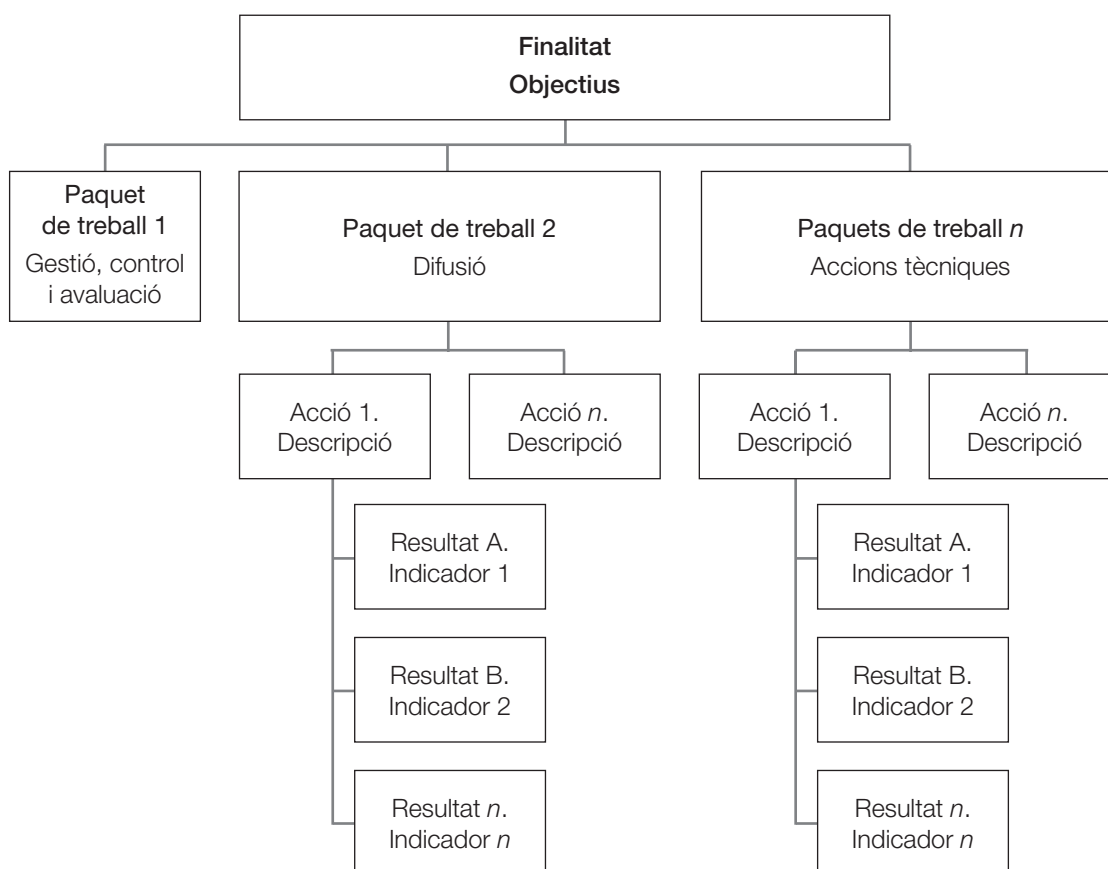 Finalitat
Objectius
Paquet
de treball 1
Gestió, control
i avaluació
Paquet de treball 2
Difusió
Paquets de treball n
Accions tècniques
Acció 1.
Descripció
Acció n.
Descripció
Acció 1.
Descripció
Acció n.
Descripció
Resultat A.
Indicador 1
Resultat A.
Indicador 1
Resultat B.
Indicador 2
Resultat B.
Indicador 2
Resultat n.
Indicador n
Resultat n.
Indicador n